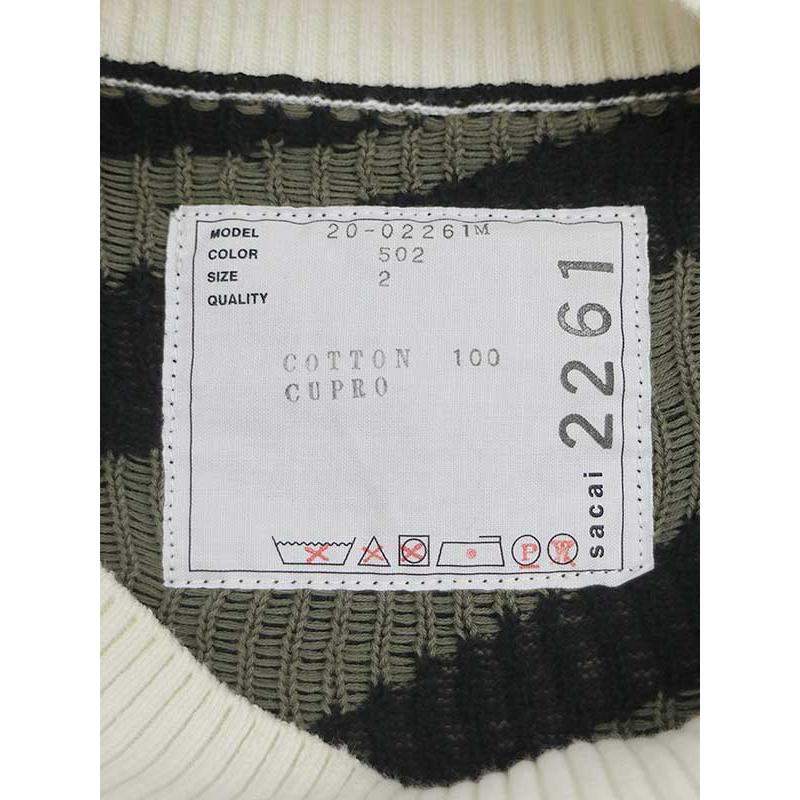 MODEL 20-02261M
COLOR 502
SIZE 2
QUALITY
COTTON 100
CUPRO
P
W
sacai 2261